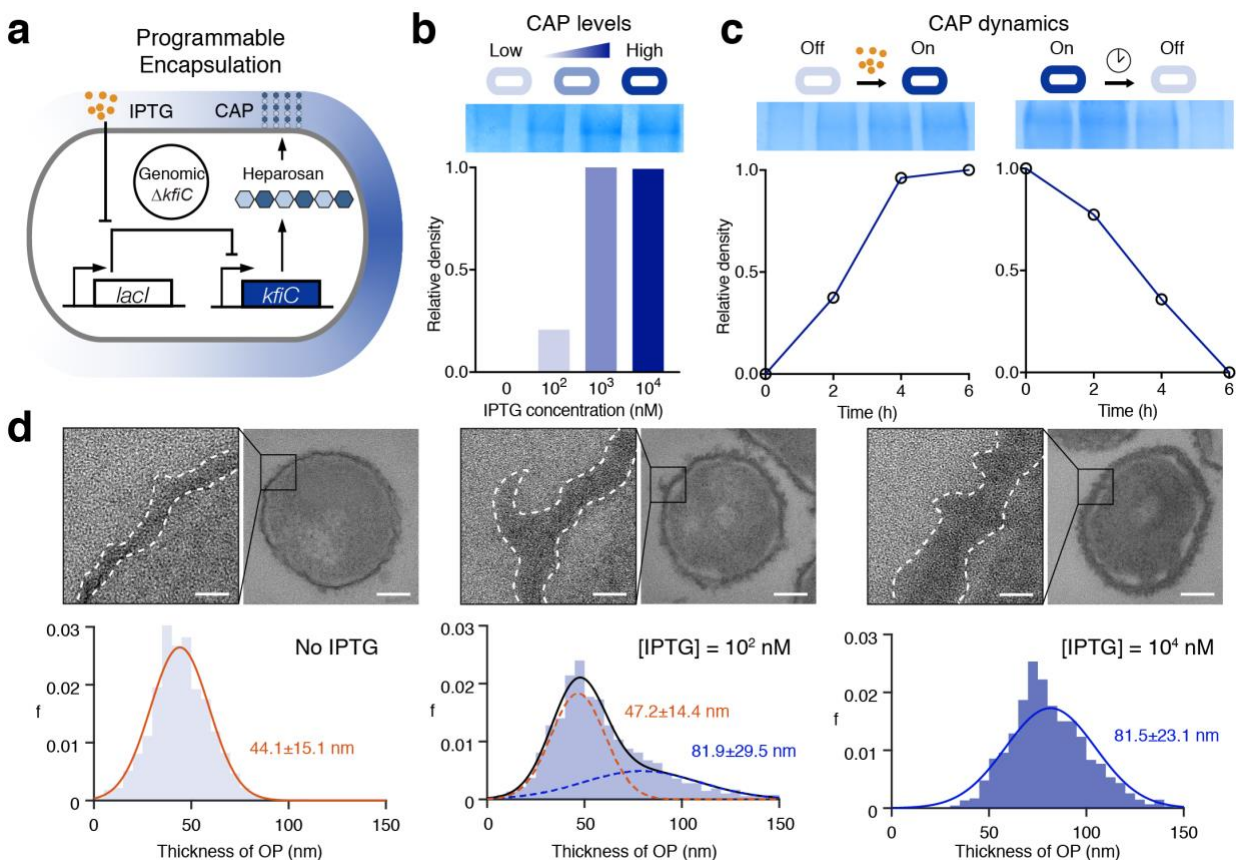 a
Programmable
Encapsulation
IPTG
CAP
Genomic
ΔkfiC
Heparosan
lacI
kfiC
b
CAP levels
Low
High
Relative density
1.0
0.5
0.0
0
10²
10³
10⁴
IPTG concentration (nM)
c
CAP dynamics
Off
On
On
Off
Relative density
1.0
0.5
0.0
0
2
4
6
Time (h)
1.0
0.5
0.0
0
2
4
6
Time (h)
d
No IPTG
0.03
0.02
f
0.01
0
44.1±15.1 nm
0
50
100
150
Thickness of OP (nm)
[IPTG] = 10² nM
0.03
0.02
f
0.01
0
47.2±14.4 nm
81.9±29.5 nm
0
50
100
150
Thickness of OP (nm)
[IPTG] = 10⁴ nM
0.03
0.02
f
0.01
0
81.5±23.1 nm
0
50
100
150
Thickness of OP (nm)